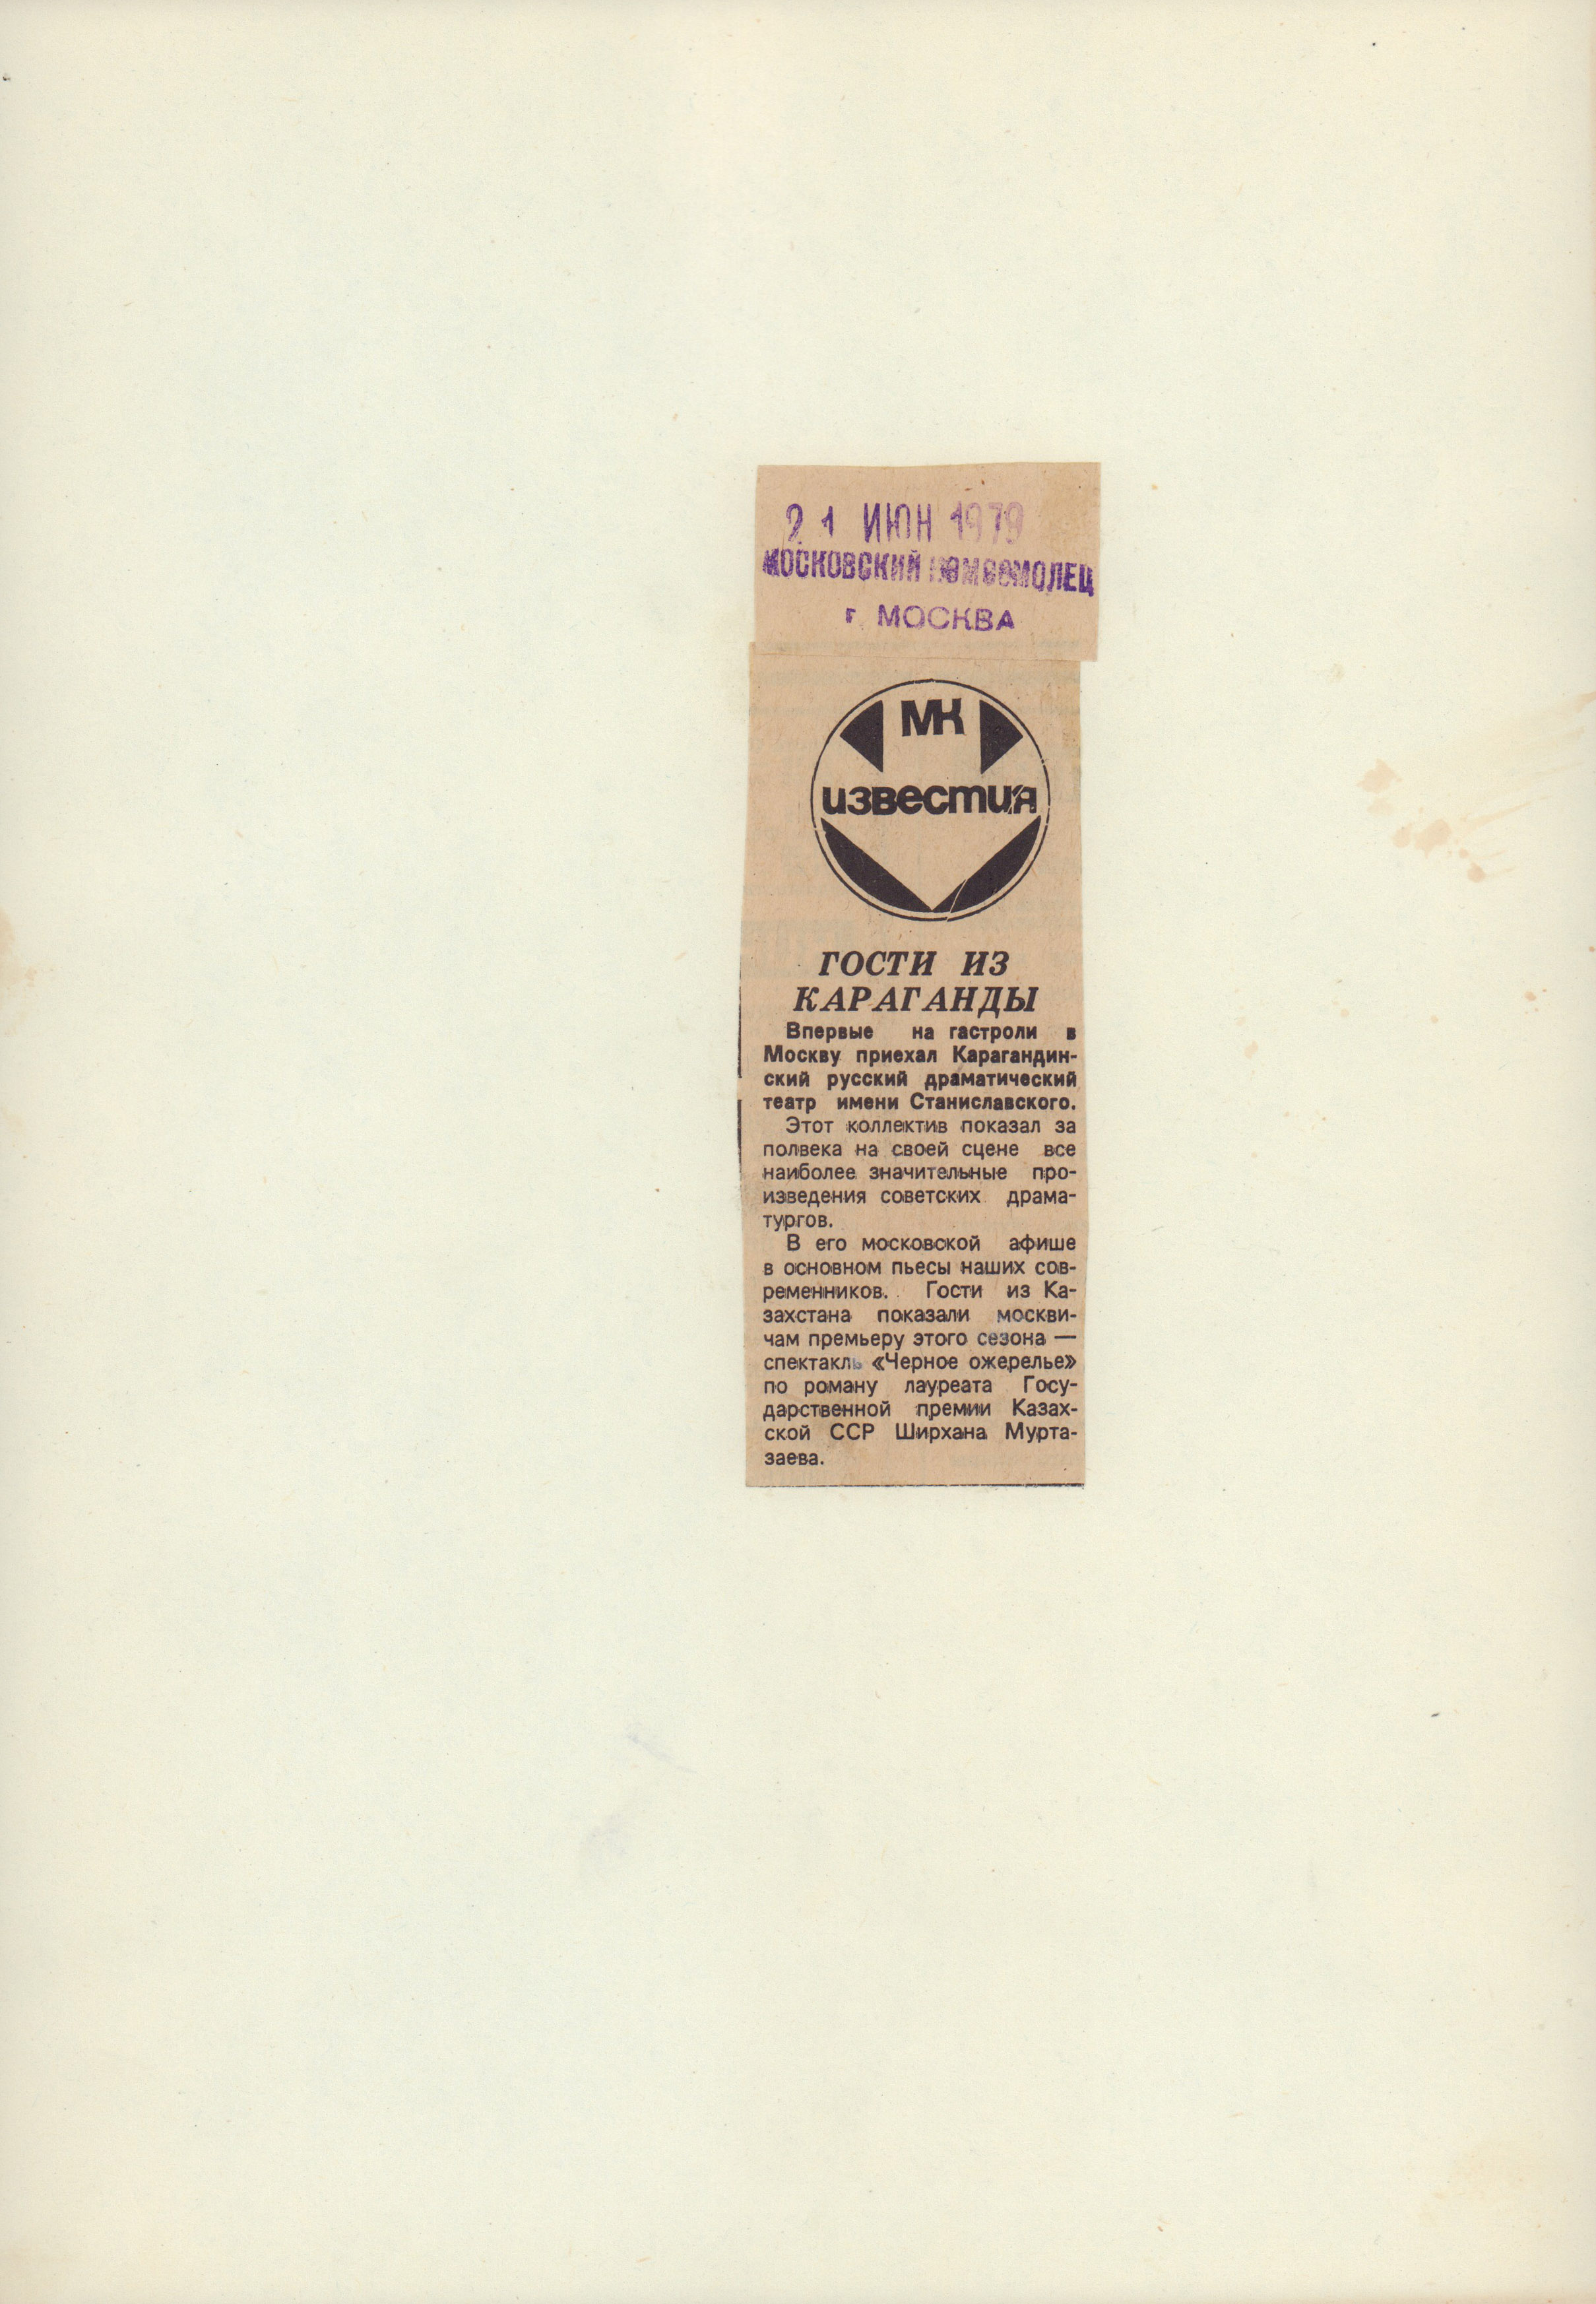 21 ИЮН 1979
МОСКОВСКИЙ КОМСОМОЛЕЦ
г. МОСКВА
МК
известия
ГОСТИ ИЗ
КАРАГАНДЫ
Впервые на гастроли в
Москву приехал Карагандин-
ский русский драматический
театр имени Станиславского.
Этот коллектив показал за
полвека на своей сцене все
наиболее значительные про-
изведения советских драма-
тургов.
В его московской афише
в основном пьесы наших сов-
ременников. Гости из Ка-
захстана показали москви-
чам премьеру этого сезона —
спектакль «Черное ожерелье»
по роману лауреата Госу-
дарственной премии Казах-
ской ССР Ширхана Мурта-
заева.